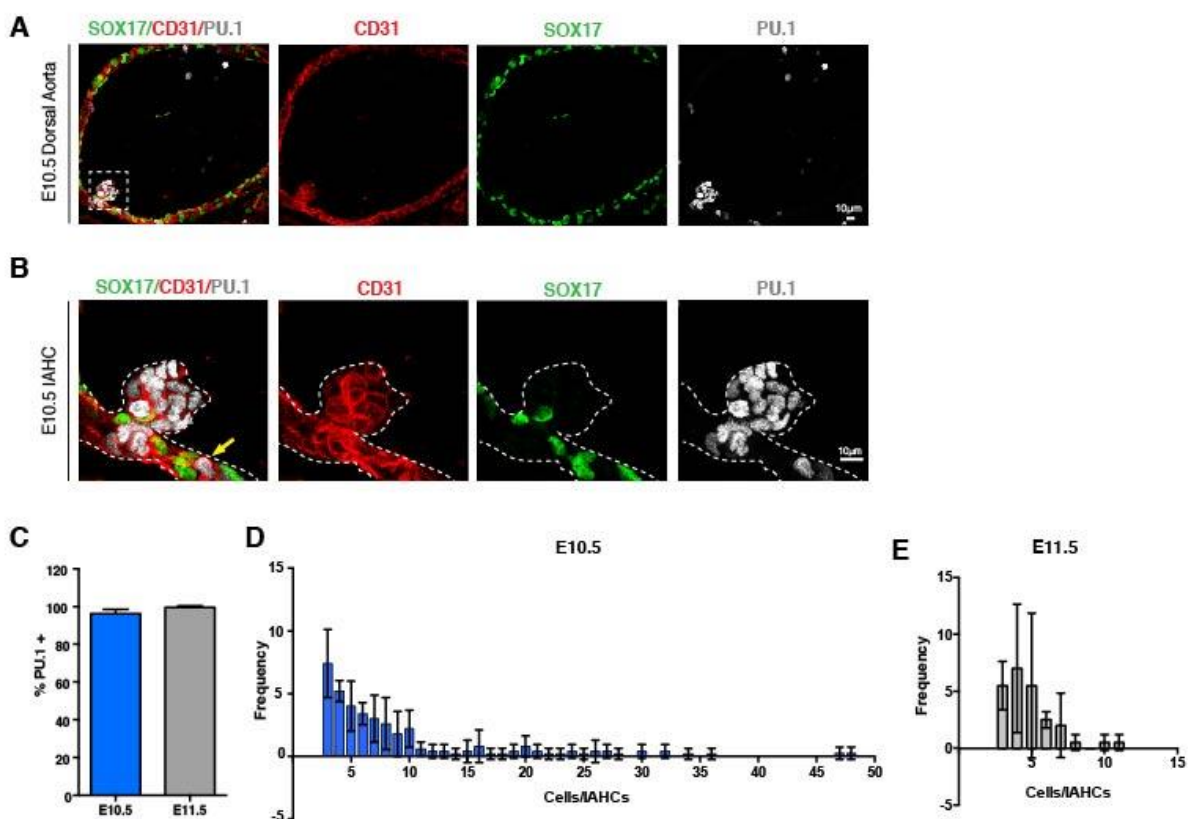 A
SOX17/CD31/PU.1
CD31
SOX17
PU.1
E10.5 Dorsal Aorta
10μm
B
SOX17/CD31/PU.1
CD31
SOX17
PU.1
E10.5 IAHC
10μm
C
120
100
80
60
40
20
0
% PU.1 +
E10.5
E11.5
D
E10.5
15
10
5
0
-5
Frequency
5
10
15
20
25
30
35
40
45
50
Cells/IAHCs
E
E11.5
15
10
5
0
-5
Frequency
5
10
15
Cells/IAHCs